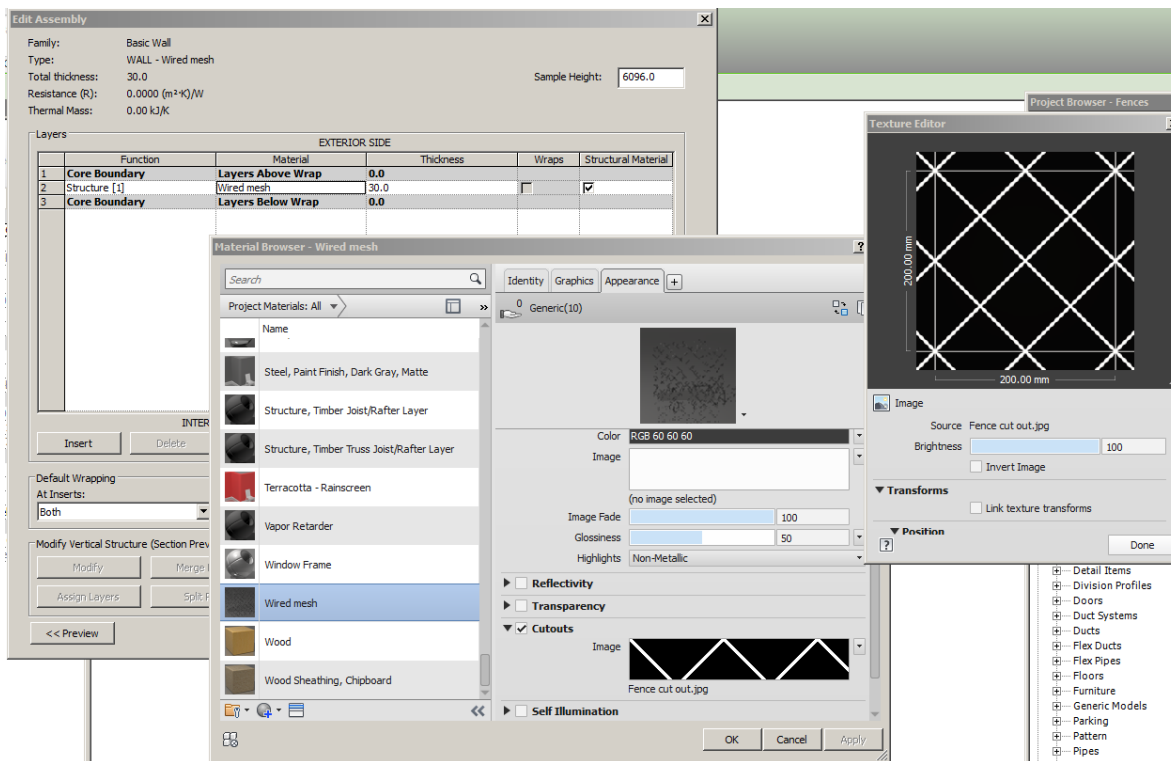 Edit Assembly
Family: Basic Wall
Type: WALL - Wired mesh
Total thickness: 30.0 Sample Height: 6096.0
Resistance (R): 0.0000 (m²·K)/W
Thermal Mass: 0.00 kJ/K
Layers
EXTERIOR SIDE
Function Material Thickness Wraps Structural Material
1 Core Boundary Layers Above Wrap 0.0
2 Structure [1] Wired mesh 30.0
3 Core Boundary Layers Below Wrap 0.0
INTER
Insert Delete
Default Wrapping
At Inserts:
Both
Modify Vertical Structure (Section Prev
Modify Merge
Assign Layers Split
<< Preview
Material Browser - Wired mesh
?
Search
Project Materials: All
»
Name
Steel, Paint Finish, Dark Gray, Matte
Structure, Timber Joist/Rafter Layer
Structure, Timber Truss Joist/Rafter Layer
Terracotta - Rainscreen
Vapor Retarder
Window Frame
Wired mesh
Wood
Wood Sheathing, Chipboard
Identity Graphics Appearance +
0 Generic(10)
Color RGB 60 60 60
Image
(no image selected)
Image Fade 100
Glossiness 50
Highlights Non-Metallic
Reflectivity
Transparency
Cutouts
Image
Fence cut out.jpg
Self Illumination
OK Cancel Apply
Project Browser - Fences
Texture Editor
200.00 mm
200.00 mm
Image
Source Fence cut out.jpg
Brightness 100
Invert Image
Transforms
Link texture transforms
Position
? Done
Detail Items
Division Profiles
Doors
Duct Systems
Ducts
Flex Ducts
Flex Pipes
Floors
Furniture
Generic Models
Parking
Pattern
Pipes